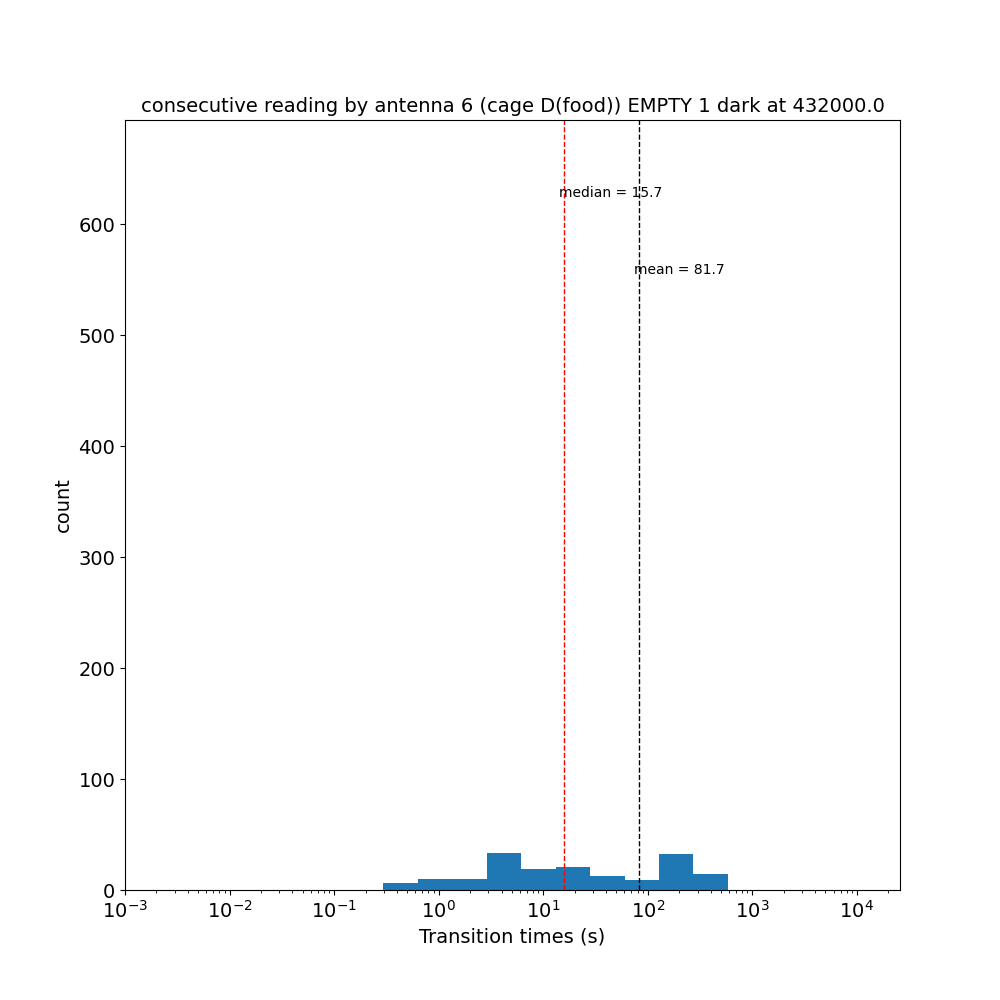 consecutive reading by antenna 6 (cage D(food)) EMPTY 1 dark at 432000.0
median = 15.7
mean = 81.7
600
500
400
300
200
100
0
count
10⁻³ 10⁻² 10⁻¹ 10⁰ 10¹ 10² 10³ 10⁴
Transition times (s)